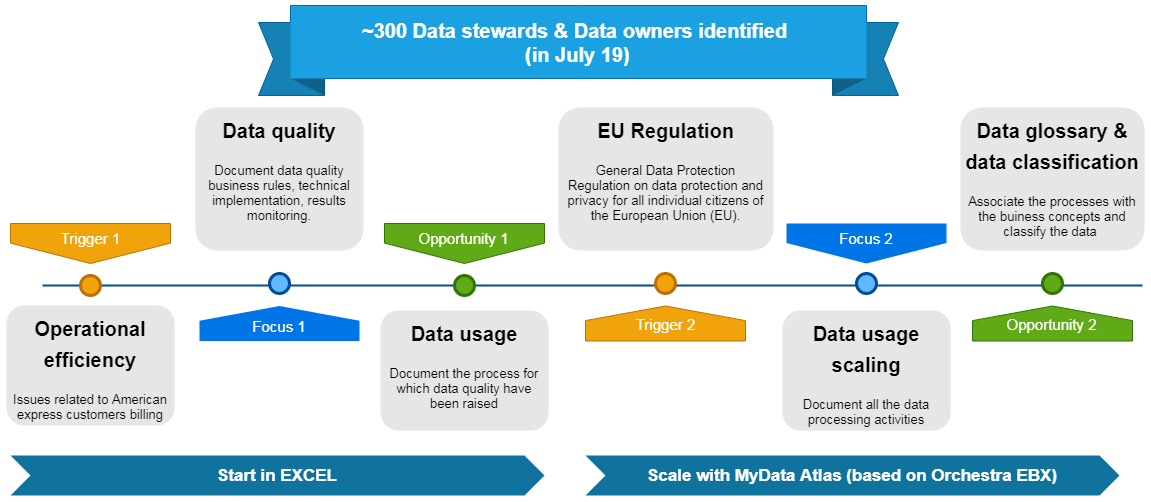 ~300 Data stewards & Data owners identified
(in July 19)
Trigger 1
Operational
efficiency
Issues related to American
express customers billing
Data quality
Document data quality
business rules, technical
implementation, results
monitoring.
Focus 1
Opportunity 1
Data usage
Document the process for
which data quality have
been raised
EU Regulation
General Data Protection
Regulation on data protection and
privacy for all individual citizens of
the European Union (EU).
Trigger 2
Focus 2
Data usage
scaling
Document all the data
processing activities
Data glossary &
data classification
Associate the processes with
the buiness concepts and
classify the data
Opportunity 2
Start in EXCEL
Scale with MyData Atlas (based on Orchestra EBX)